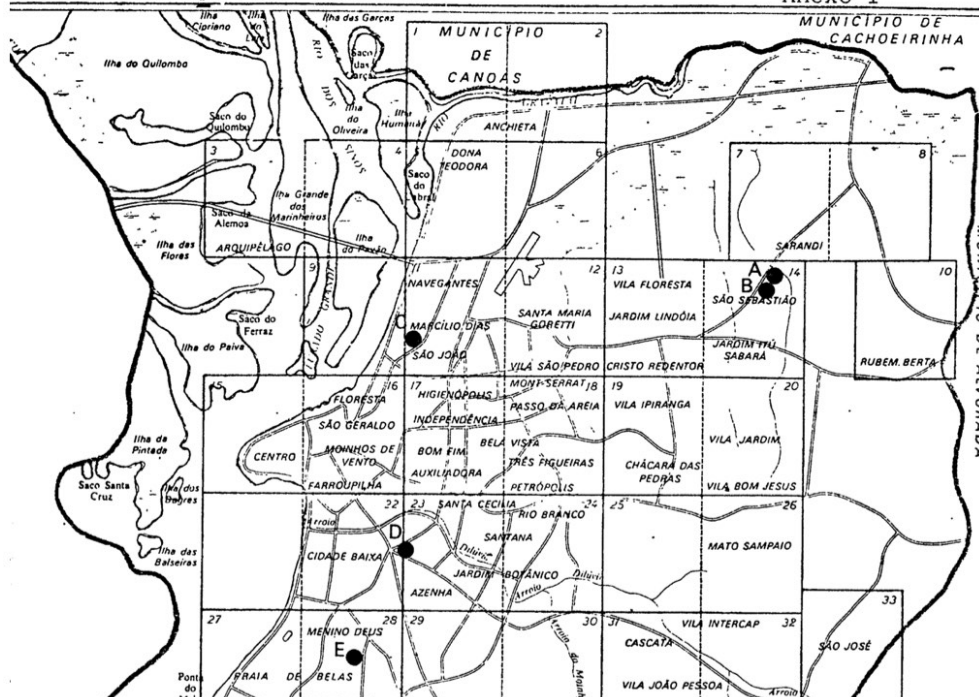 Anexo 1
Ilha do Cipriano
Ilha das Garças
MUNICÍPIO DE
CACHOEIRINHA
Ilha do Quilombo
Saco das Garças
1
MUNICÍPIO
2
DE
CANOAS
RIO
DOS
SINOS
Ilha
do
Oliveira
Ilha
RIO
Saco do
Quilombo
ANCHIETA
3
4
DONA
TEODORA
6
7
8
Saco
do
Cabral
Ilha Grande
dos
Marinheiros
Saco da
Alemoa
ARQUIPÉLAGO
Ilha
do Pavão
SARANDI
Ilha das
Flores
9
11
12
13
A
14
10
B
NAVEGANTES
VILA FLORESTA
SÃO SEBASTIÃO
SANTA MARIA
GORETTI
JARDIM LINDÓIA
Saco do
Ferraz
C
MARCÍLIO DIAS
SÃO JOÃO
JARDIM ITÚ
SABARÁ
Ilha do Paiva
VILA SÃO PEDRO
CRISTO REDENTOR
RUBEM BERTA
15
16
17
MONT SERRAT
18
19
20
FLORESTA
HIGIENÓPOLIS
PASSO DA AREIA
VILA IPIRANGA
SÃO GERALDO
INDEPENDÊNCIA
Ilha da
Pintada
CENTRO
MOINHOS DE
VENTO
BOM FIM
BELA VISTA
VILA JARDIM
AUXILIADORA
TRÊS FIGUEIRAS
CHÁCARA DAS
PEDRAS
Saco Santa
Cruz
FARROUPILHA
PETRÓPOLIS
VILA BOM JESUS
22
23
SANTA CECÍLIA
24
25
26
Arroio
D
RIO BRANCO
SANTANA
Ilha das
Balseiras
CIDADE BAIXA
Dilúvio
MATO SAMPAIO
JARDIM BOTÂNICO
Dilúvio
AZENHA
Arroio
27
28
29
30
31
VILA INTERCAP
32
33
MENINO DEUS
CASCATA
SÃO JOSÉ
E
Arroio do Moinho
Ponta
do
PRAIA DE BELAS
VILA JOÃO PESSOA
Arroio